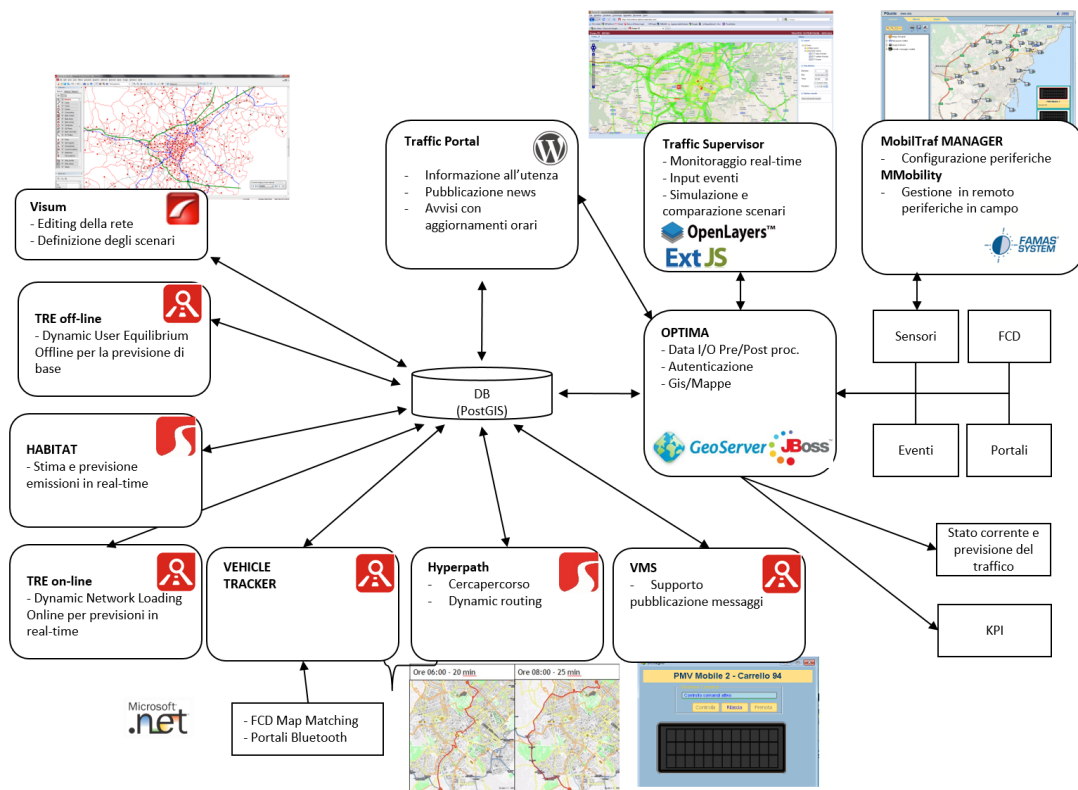 Traffic Portal
- Informazione all'utenza
- Pubblicazione news
- Avvisi con
aggiornamenti orari
Traffic Supervisor
- Monitoraggio real-time
- Input eventi
- Simulazione e
comparazione scenari
OpenLayers™
Ext JS
MobilTraf MANAGER
- Configurazione periferiche
MMobility
- Gestione in remoto
periferiche in campo
FAMAS®
SYSTEM
Visum
- Editing della rete
- Definizione degli scenari
TRE off-line
- Dynamic User Equilibrium
Offline per la previsione di
base
OPTIMA
- Data I/O Pre/Post proc.
- Autenticazione
- Gis/Mappe
GeoServer
JBoss™
Sensori
FCD
Eventi
Portali
DB
(PostGIS)
HABITAT
- Stima e previsione
emissioni in real-time
TRE on-line
- Dynamic Network Loading
Online per previsioni in
real-time
VEHICLE
TRACKER
Hyperpath
- Cercapercorso
- Dynamic routing
VMS
- Supporto
pubblicazione messaggi
Stato corrente e
previsione del
traffico
KPI
Microsoft
.net
- FCD Map Matching
- Portali Bluetooth
Ore 06:00 - 20 min.
Ore 08:00 - 25 min.
PMV Mobile 2 - Carrello 94
Controlla
Rilascia
Prenota